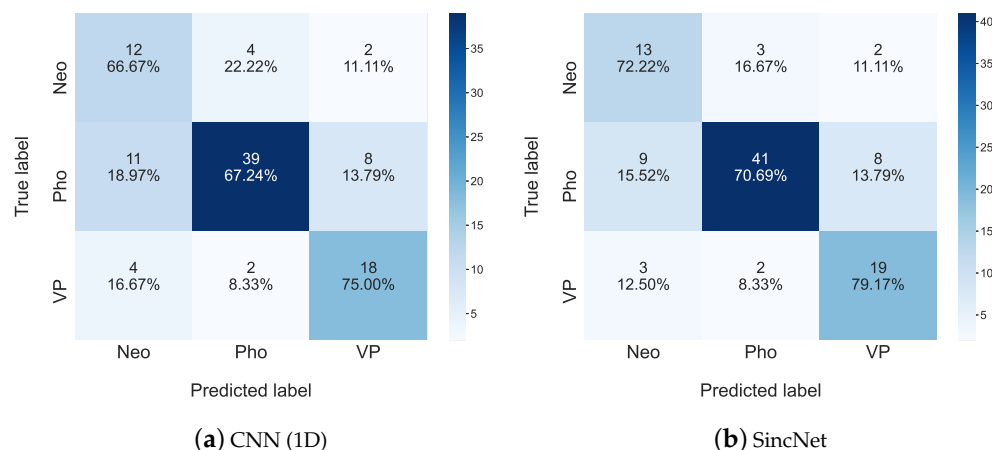 12 4 2
66.67% 22.22% 11.11%
Neo
11 39 8
18.97% 67.24% 13.79%
Pho
4 2 18
16.67% 8.33% 75.00%
VP
Neo Pho VP
True label
Predicted label
35
30
25
20
15
10
5
(a) CNN (1D)
13 3 2
72.22% 16.67% 11.11%
Neo
9 41 8
15.52% 70.69% 13.79%
Pho
3 2 19
12.50% 8.33% 79.17%
VP
Neo Pho VP
True label
Predicted label
40
35
30
25
20
15
10
5
(b) SincNet